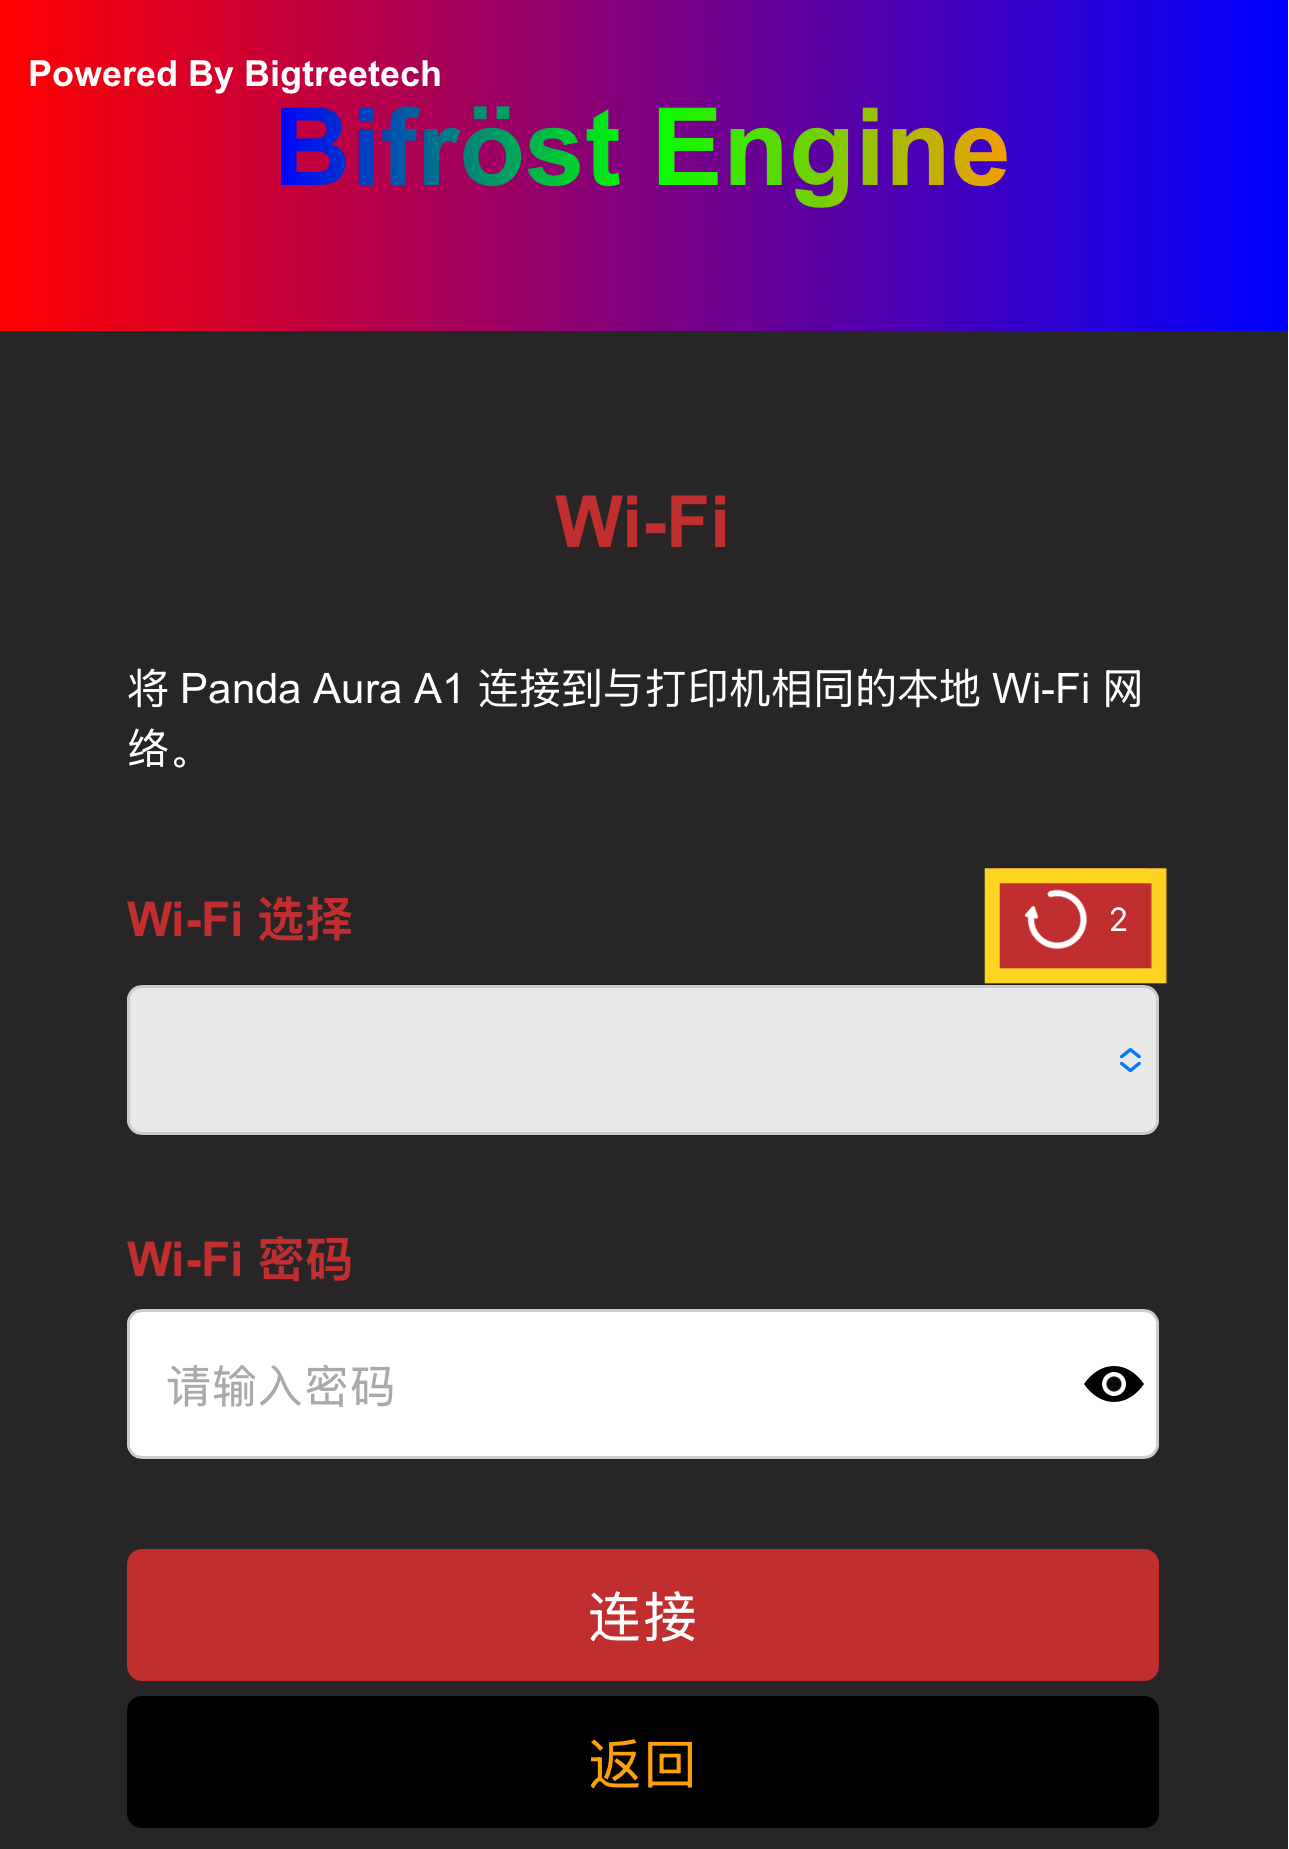 Powered By Bigtreetech
Bifröst Engine
Wi-Fi
将 Panda Aura A1 连接到与打印机相同的本地 Wi-Fi 网
络。
Wi-Fi 选择
2
Wi-Fi 密码
请输入密码
连接
返回